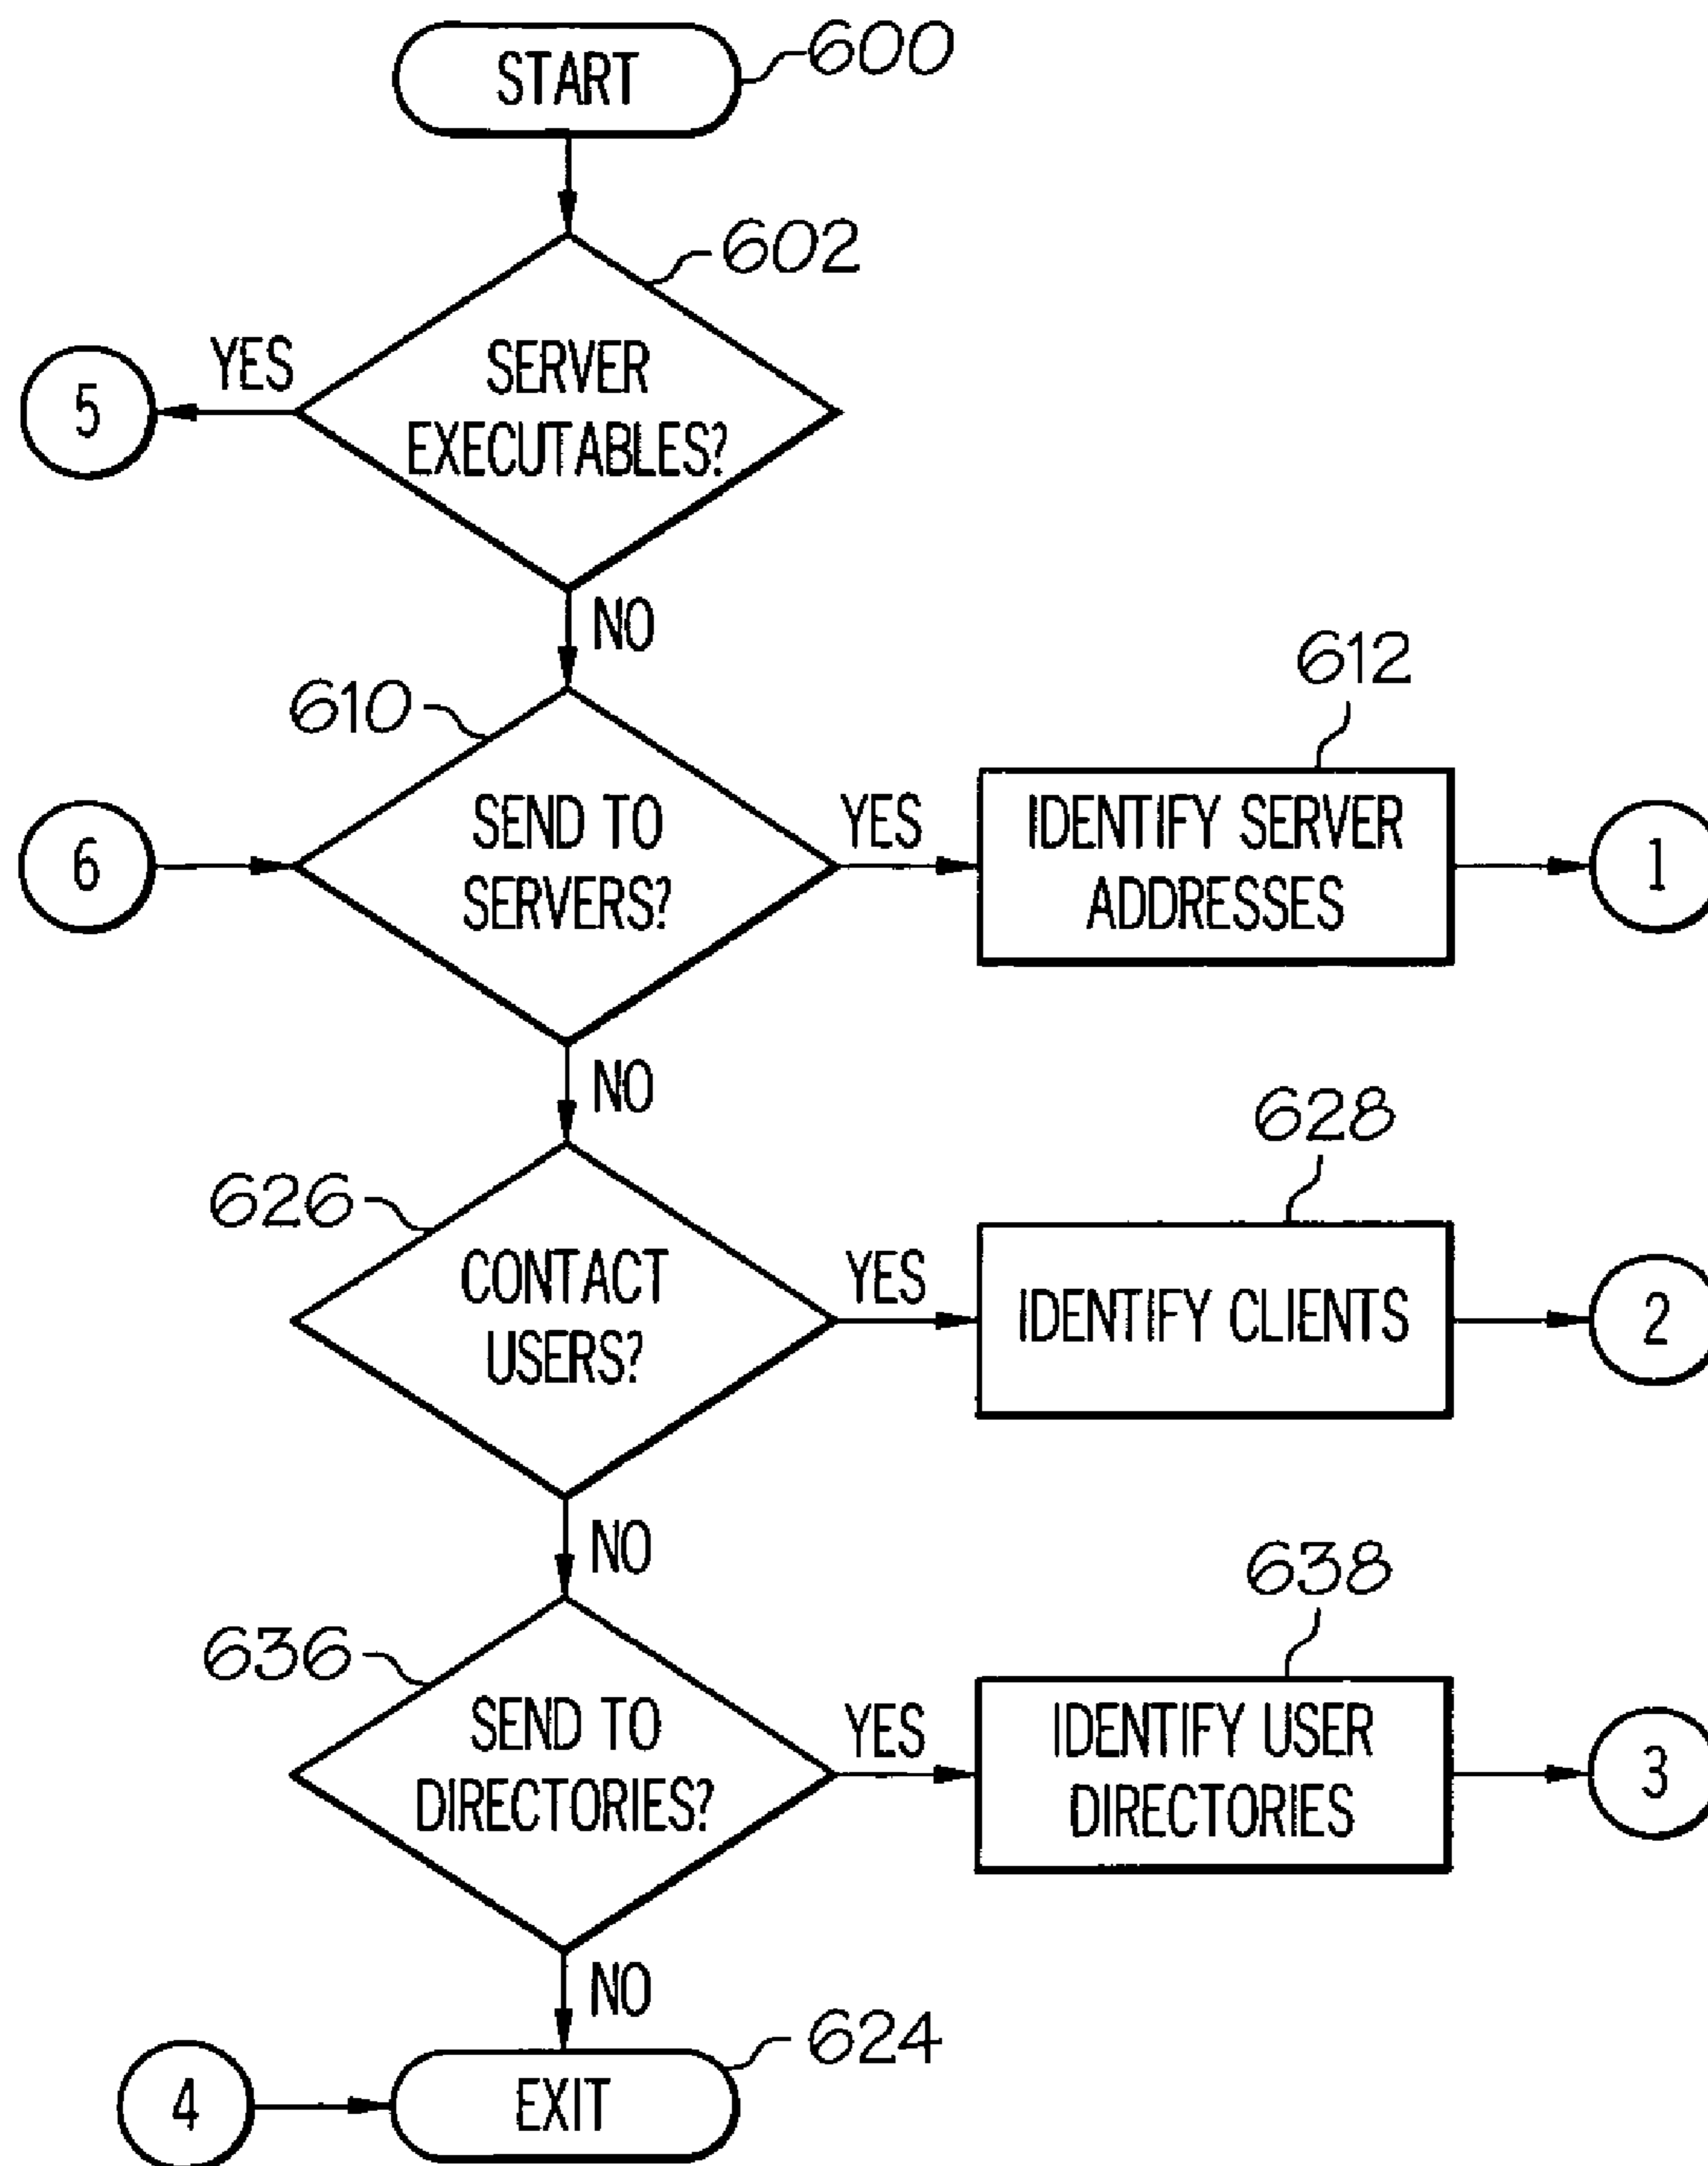 START
600
602
SERVER
EXECUTABLES?
YES
5
NO
610
612
6
SEND TO
SERVERS?
YES
IDENTIFY SERVER
ADDRESSES
1
NO
626
628
CONTACT
USERS?
YES
IDENTIFY CLIENTS
2
NO
636
638
SEND TO
DIRECTORIES?
YES
IDENTIFY USER
DIRECTORIES
3
NO
624
4
EXIT